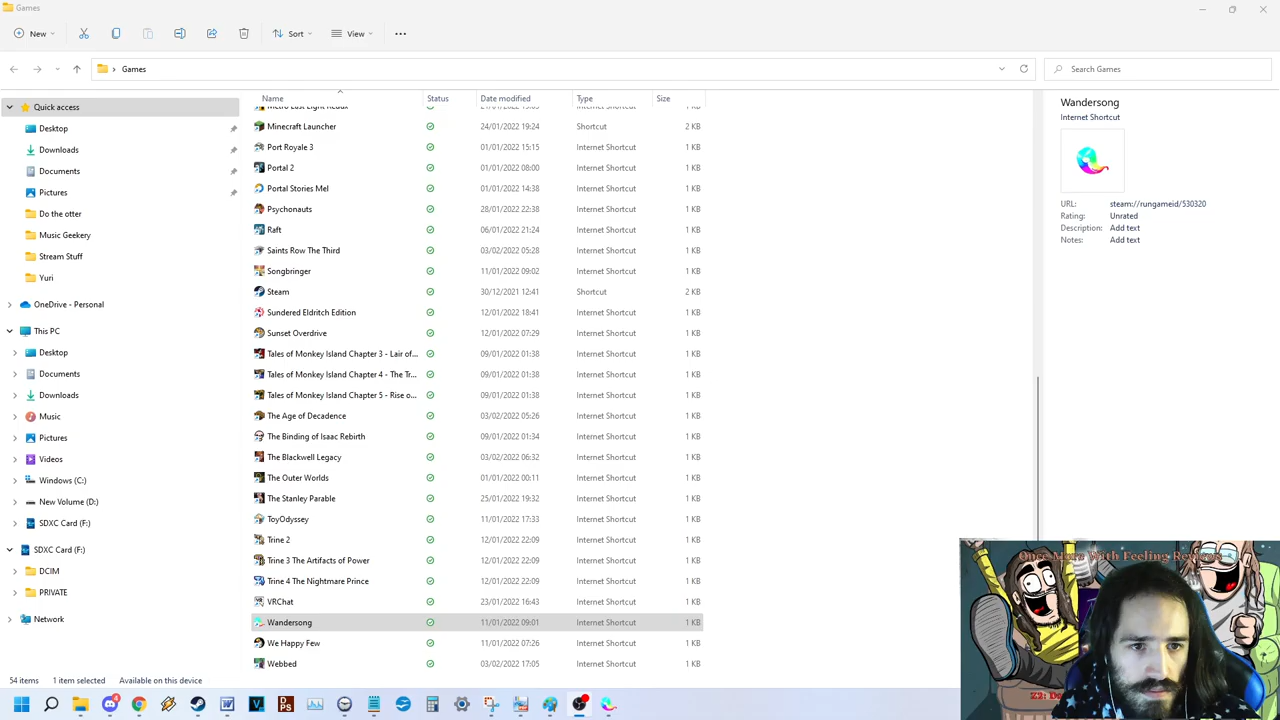 Games
New
Sort
View
Games
Search Games
Quick access
Desktop
Downloads
Documents
Pictures
Do the otter
Music Geekery
Stream Stuff
Yuri
OneDrive - Personal
This PC
Desktop
Documents
Downloads
Music
Pictures
Videos
Windows (C:)
New Volume (D:)
SDXC Card (F:)
SDXC Card (F:)
DCIM
PRIVATE
Network
Name Status Date modified Type Size
Minecraft Launcher 24/01/2022 19:24 Shortcut 2 KB
Port Royale 3 01/01/2022 15:15 Internet Shortcut 1 KB
Portal 2 01/01/2022 08:00 Internet Shortcut 1 KB
Portal Stories Mel 01/01/2022 14:38 Internet Shortcut 1 KB
Psychonauts 28/01/2022 22:38 Internet Shortcut 1 KB
Raft 06/01/2022 21:24 Internet Shortcut 1 KB
Saints Row The Third 03/02/2022 05:28 Internet Shortcut 1 KB
Songbringer 11/01/2022 09:02 Internet Shortcut 1 KB
Steam 30/12/2021 12:41 Shortcut 2 KB
Sundered Eldritch Edition 12/01/2022 18:41 Internet Shortcut 1 KB
Sunset Overdrive 12/01/2022 07:29 Internet Shortcut 1 KB
Tales of Monkey Island Chapter 3 - Lair of... 09/01/2022 01:38 Internet Shortcut 1 KB
Tales of Monkey Island Chapter 4 - The Tr... 09/01/2022 01:38 Internet Shortcut 1 KB
Tales of Monkey Island Chapter 5 - Rise o... 09/01/2022 01:38 Internet Shortcut 1 KB
The Age of Decadence 03/02/2022 05:26 Internet Shortcut 1 KB
The Binding of Isaac Rebirth 09/01/2022 01:34 Internet Shortcut 1 KB
The Blackwell Legacy 03/02/2022 06:32 Internet Shortcut 1 KB
The Outer Worlds 01/01/2022 00:11 Internet Shortcut 1 KB
The Stanley Parable 25/01/2022 19:32 Internet Shortcut 1 KB
ToyOdyssey 11/01/2022 17:33 Internet Shortcut 1 KB
Trine 2 12/01/2022 22:09 Internet Shortcut 1 KB
Trine 3 The Artifacts of Power 12/01/2022 22:09 Internet Shortcut 1 KB
Trine 4 The Nightmare Prince 12/01/2022 22:09 Internet Shortcut 1 KB
VRChat 23/01/2022 16:43 Internet Shortcut 1 KB
Wandersong 11/01/2022 09:01 Internet Shortcut 1 KB
We Happy Few 11/01/2022 07:26 Internet Shortcut 1 KB
Webbed 03/02/2022 17:05 Internet Shortcut 1 KB
Wandersong
Internet Shortcut
URL: steam://rungameid/530320
Rating: Unrated
Description: Add text
Notes: Add text
Once More With Feeling
54 items 1 item selected Available on this device
4